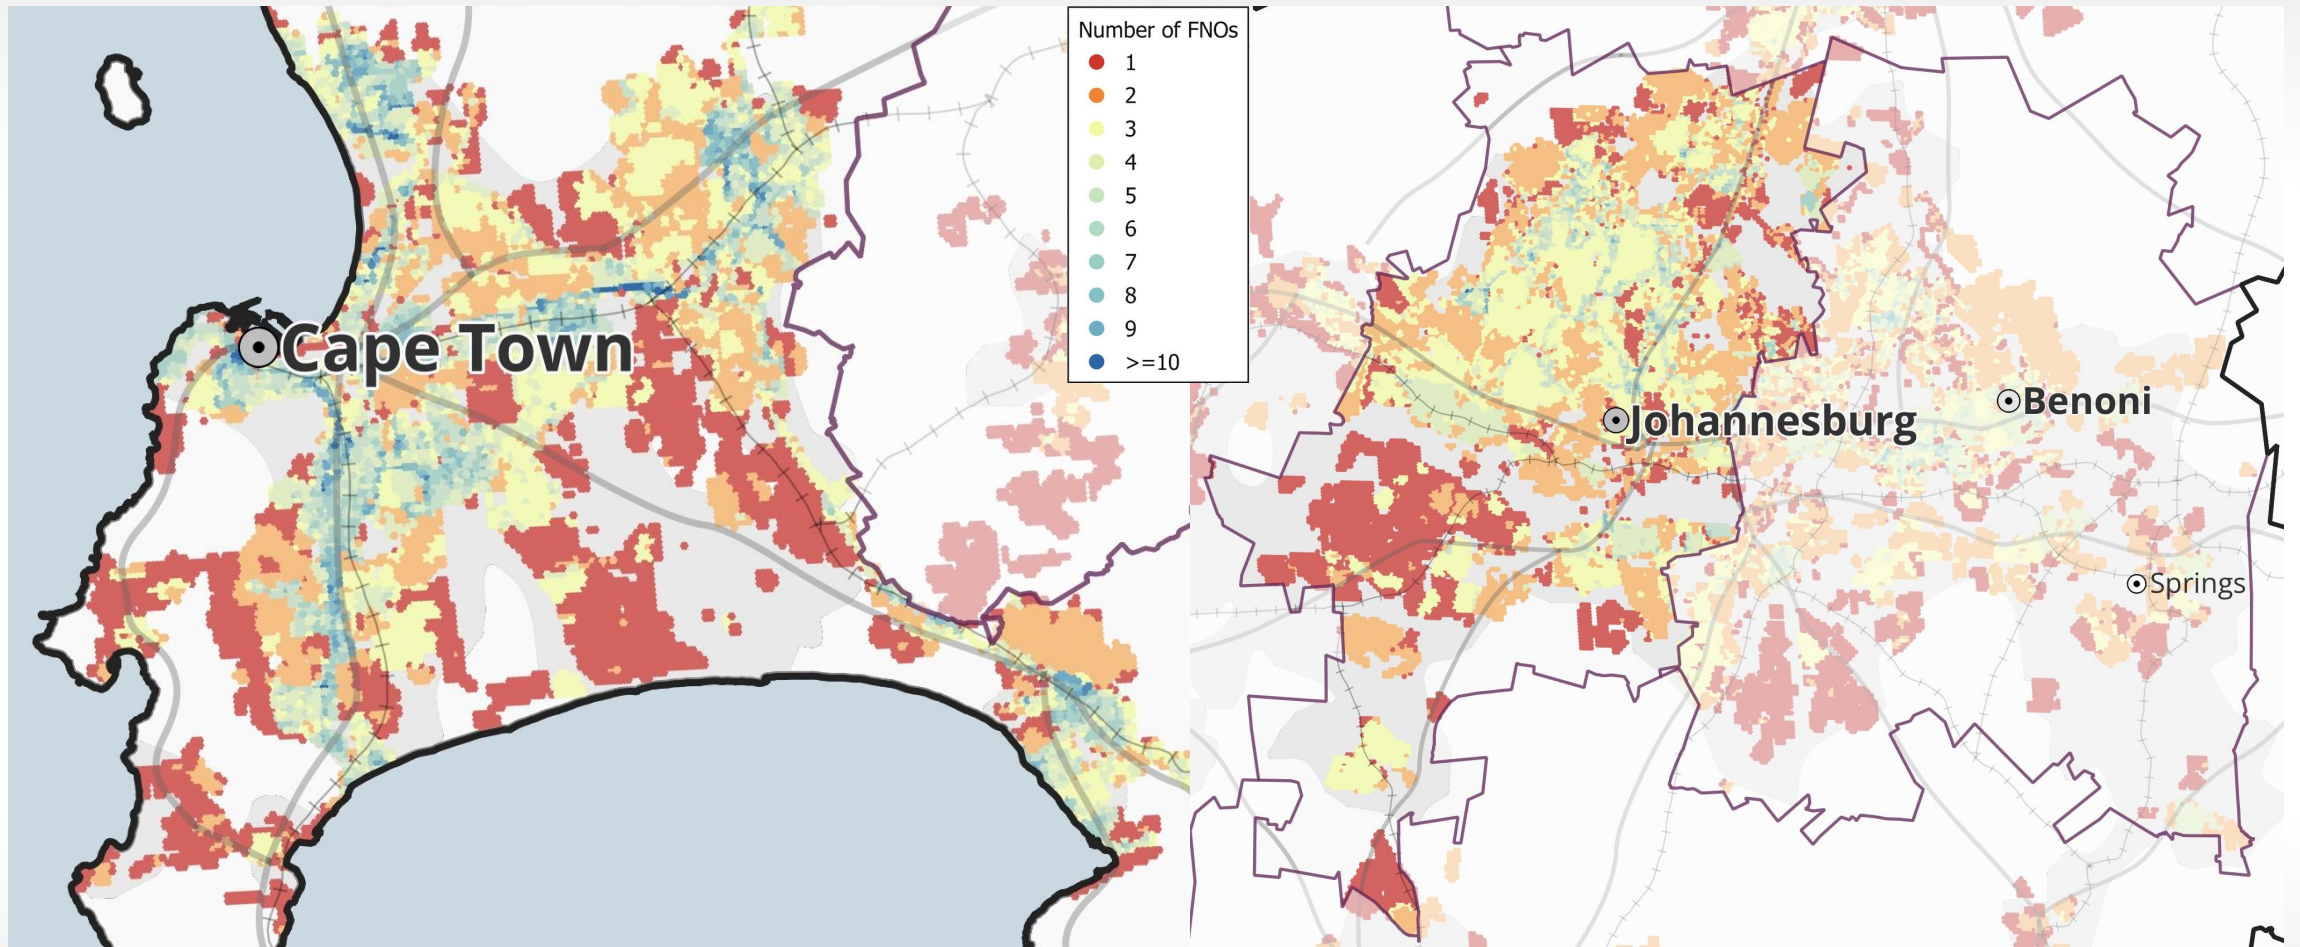 Number of FNOs
1
2
3
4
5
6
7
8
9
>=10
Cape Town
Johannesburg
Benoni
Springs